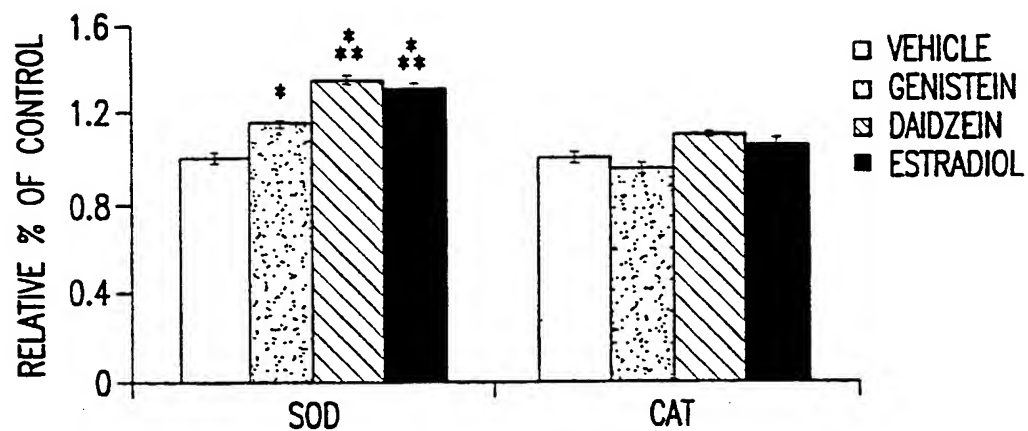 RELATIVE % OF CONTROL
1.6
1.2
0.8
0.4
0
*
*
**
*
**
SOD
CAT
VEHICLE
GENISTEIN
DAIDZEIN
ESTRADIOL